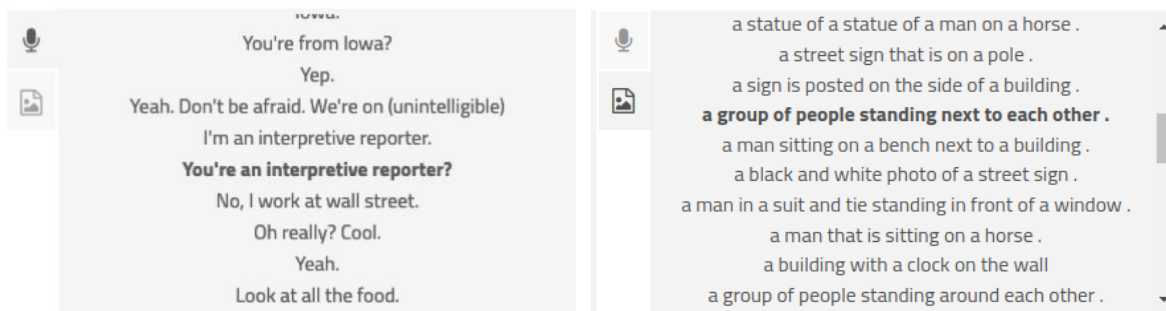 Iowa.
You're from Iowa?
Yep.
Yeah. Don't be afraid. We're on (unintelligible)
I'm an interpretive reporter.
You're an interpretive reporter?
No, I work at wall street.
Oh really? Cool.
Yeah.
Look at all the food.
a statue of a statue of a man on a horse .
a street sign that is on a pole .
a sign is posted on the side of a building .
a group of people standing next to each other .
a man sitting on a bench next to a building .
a black and white photo of a street sign .
a man in a suit and tie standing in front of a window .
a man that is sitting on a horse .
a building with a clock on the wall
a group of people standing around each other .